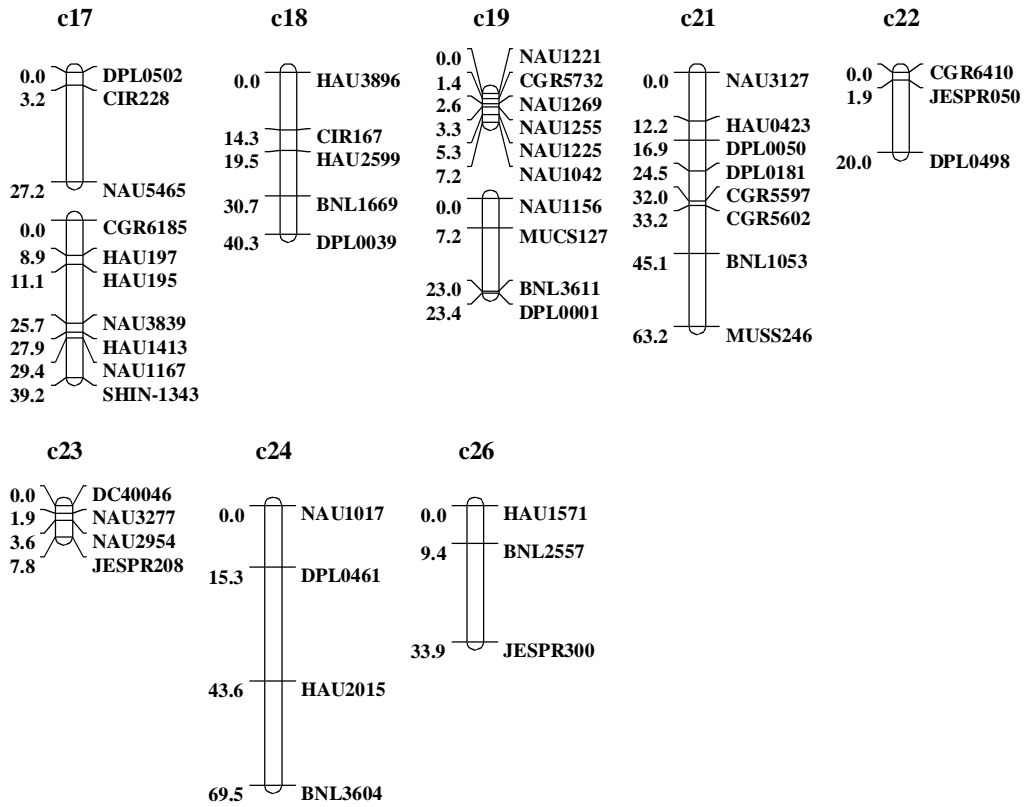 c17
0.0 DPL0502
3.2 CIR228
27.2 NAU5465
0.0 CGR6185
8.9 HAU197
11.1 HAU195
25.7 NAU3839
27.9 HAU1413
29.4 NAU1167
39.2 SHIN-1343
c18
0.0 HAU3896
14.3 CIR167
19.5 HAU2599
30.7 BNL1669
40.3 DPL0039
c19
0.0 NAU1221
1.4 CGR5732
2.6 NAU1269
3.3 NAU1255
5.3 NAU1225
7.2 NAU1042
0.0 NAU1156
7.2 MUCS127
23.0 BNL3611
23.4 DPL0001
c21
0.0 NAU3127
12.2 HAU0423
16.9 DPL0050
24.5 DPL0181
32.0 CGR5597
33.2 CGR5602
45.1 BNL1053
63.2 MUSS246
c22
0.0 CGR6410
1.9 JESPR050
20.0 DPL0498
c23
0.0 DC40046
1.9 NAU3277
3.6 NAU2954
7.8 JESPR208
c24
0.0 NAU1017
15.3 DPL0461
43.6 HAU2015
69.5 BNL3604
c26
0.0 HAU1571
9.4 BNL2557
33.9 JESPR300